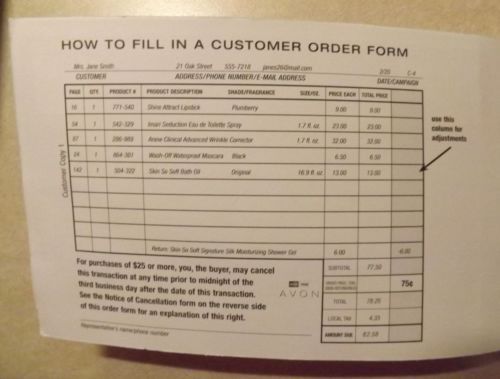 HOW TO FILL IN A CUSTOMER ORDER FORM
Mrs. Jane Smith 21 Oak Street 555-7218 janes26@mail.com 2/20 C-4
CUSTOMER ADDRESS/PHONE NUMBER/E-MAIL ADDRESS DATE/CAMPAIGN
PAGE QTY. PRODUCT # PRODUCT DESCRIPTION SHADE/FRAGRANCE SIZE/OZ. PRICE EACH TOTAL PRICE
16 1 771-540 Shine Attract Lipstick Plumberry 9.00 9.00
54 1 542-329 Imari Seduction Eau de Toilette Spray 1.7 fl. oz. 23.00 23.00
87 1 286-989 Anew Clinical Advanced Wrinkle Corrector 1.7 fl. oz. 32.00 32.00
24 1 864-301 Wash-Off Waterproof Mascara Black 6.50 6.50
142 1 504-322 Skin So Soft Bath Oil Original 16.9 fl. oz. 13.00 13.00
use this
column for
adjustments
Customer Copy 1
Return: Skin So Soft Signature Silk Moisturizing Shower Gel 6.00 -6.00
For purchases of $25 or more, you, the buyer, may cancel
this transaction at any time prior to midnight of the
third business day after the date of this transaction.
See the Notice of Cancellation form on the reverse side
of this order form for an explanation of this right.
AVON
SUBTOTAL 77.50
75¢
TOTAL 78.25
LOCAL TAX 4.33
AMOUNT DUE 82.58
Representative's name/phone number